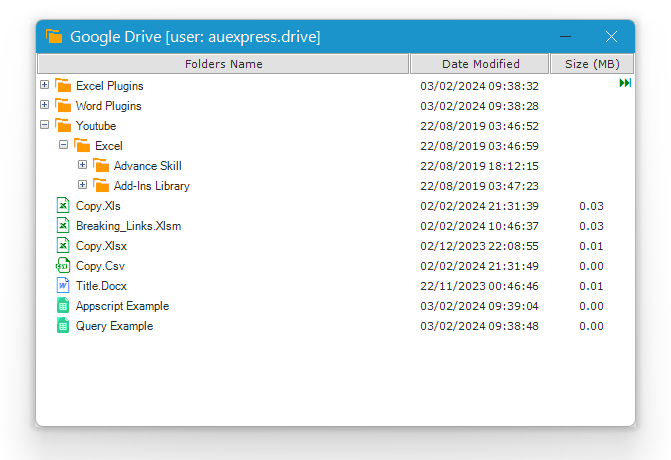 Google Drive [user: auexpress.drive]
Folders Name Date Modified Size (MB)
Excel Plugins 03/02/2024 09:38:32
Word Plugins 03/02/2024 09:38:28
Youtube 22/08/2019 03:46:52
Excel 22/08/2019 03:46:59
Advance Skill 22/08/2019 18:12:15
Add-Ins Library 22/08/2019 03:47:23
Copy.Xls 02/02/2024 21:31:39 0.03
Breaking_Links.Xlsm 02/02/2024 10:46:37 0.03
Copy.Xlsx 02/12/2023 22:08:55 0.01
Copy.Csv 02/02/2024 21:31:49 0.00
Title.Docx 22/11/2023 00:46:46 0.01
Appscript Example 03/02/2024 09:39:04 0.00
Query Example 03/02/2024 09:38:48 0.00